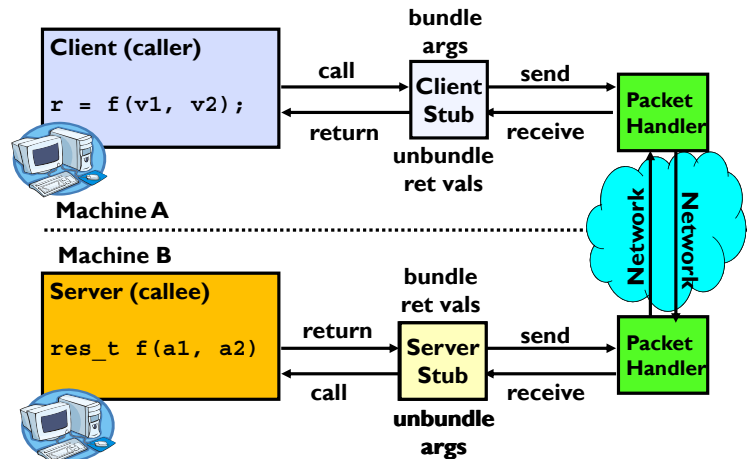 bundle
args
Client (caller)
call
send
Client
Stub
r = f(v1, v2);
Packet
Handler
return
receive
unbundle
ret vals
Machine A
Network
Network
Machine B
Server (callee)
bundle
ret vals
return
send
res_t f(a1, a2)
Server
Stub
Packet
Handler
call
receive
unbundle
args